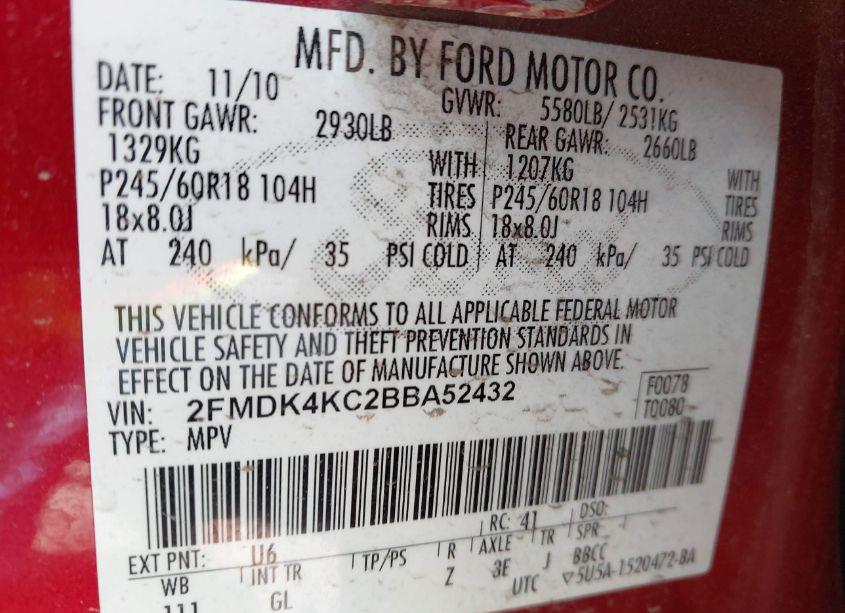 MFD. BY FORD MOTOR CO.
DATE: 11/10 GVWR: 5580LB/ 2531KG
FRONT GAWR: 2930LB REAR GAWR: 2660LB
1329KG WITH 1207KG WITH
P245/60R18 104H TIRES P245/60R18 104H TIRES
18x8.0J RIMS 18x8.0J RIMS
AT 240 kPa/ 35 PSI COLD AT 240 kPa/ 35 PSI COLD
THIS VEHICLE CONFORMS TO ALL APPLICABLE FEDERAL MOTOR
VEHICLE SAFETY AND THEFT PREVENTION STANDARDS IN
EFFECT ON THE DATE OF MANUFACTURE SHOWN ABOVE.
VIN: 2FMDK4KC2BBA52432 F0078
TYPE: MPV T0080
RC: 41 DSO:
EXT PNT: U6 TP/PS R AXLE TR SPR
WB INT TR Z 3E J BBCC
111 GL UTC ▽5U5A-1520472-BA